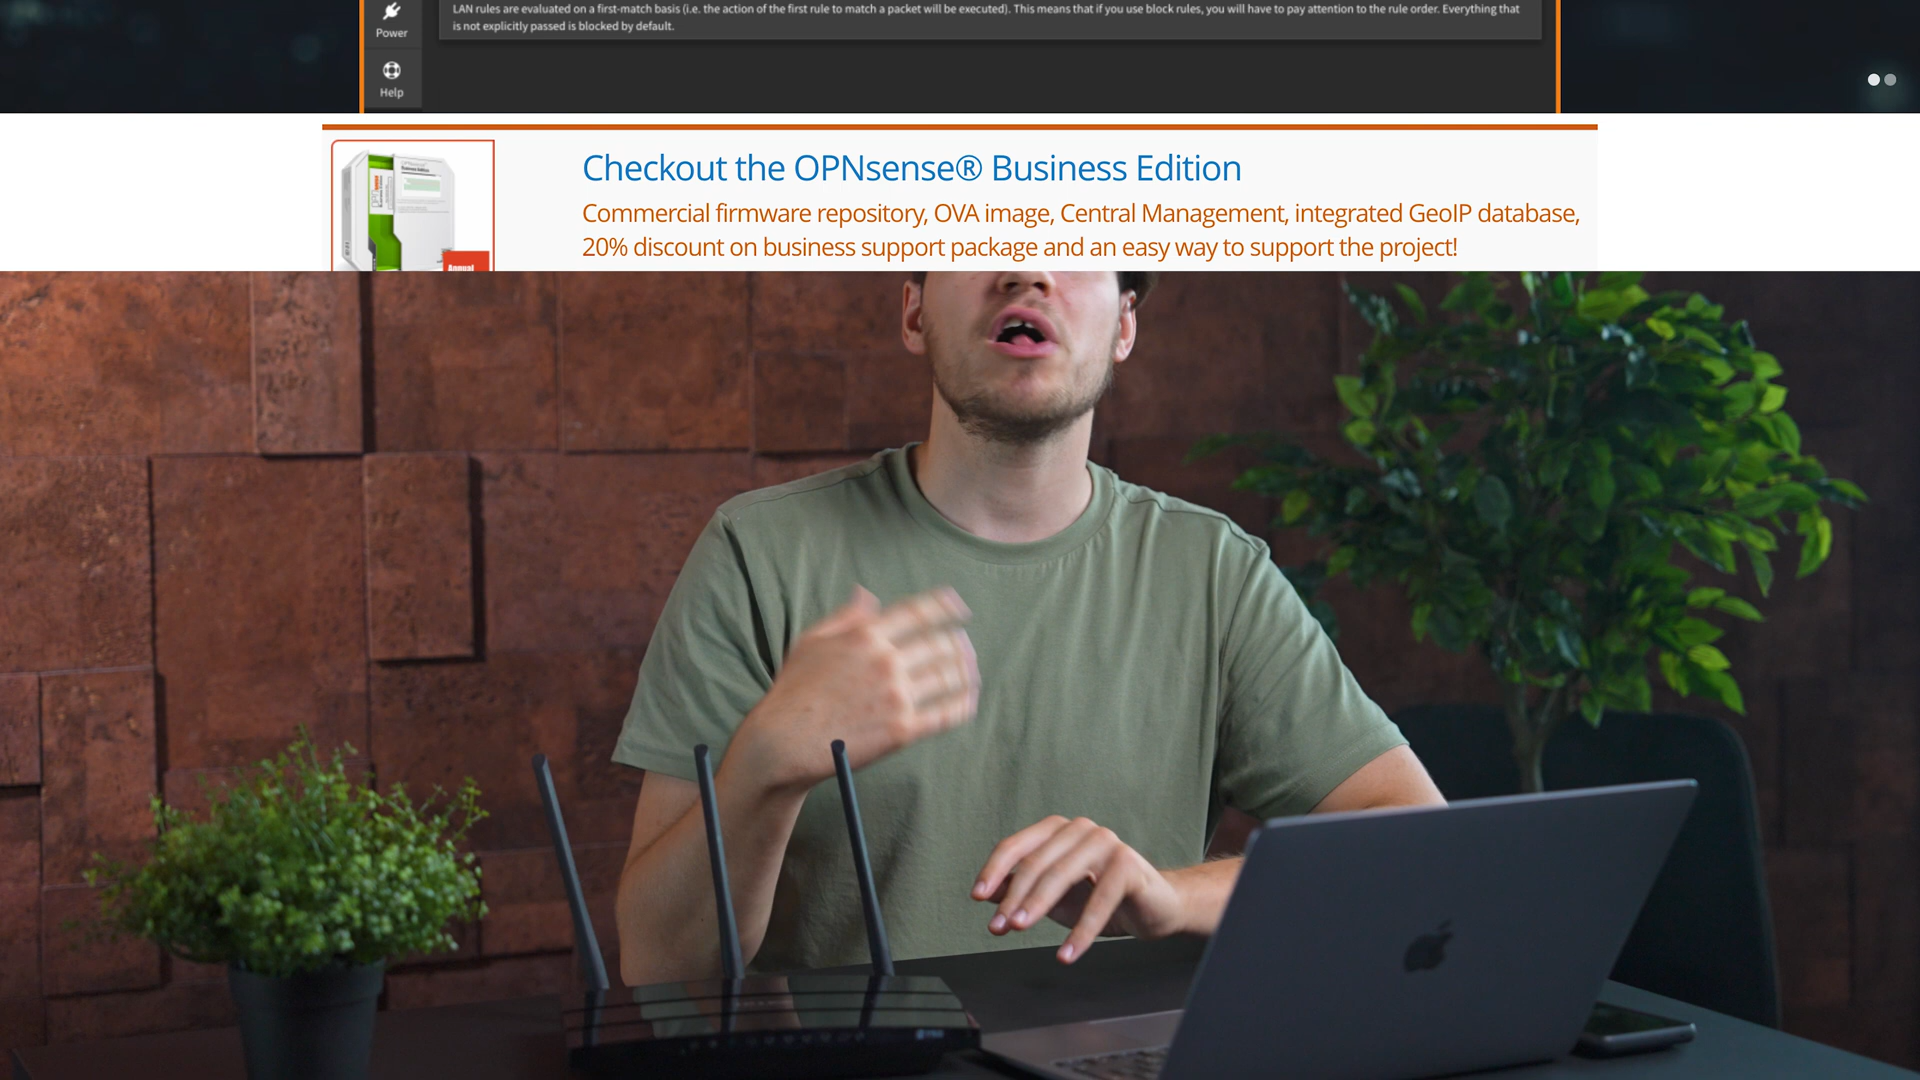 LAN rules are evaluated on a first-match basis (i.e. the action of the first rule to match a packet will be executed). This means that if you use block rules, you will have to pay attention to the rule order. Everything that
is not explicitly passed is blocked by default.
Power
Help
Checkout the OPNsense® Business Edition
Commercial firmware repository, OVA image, Central Management, integrated GeoIP database,
20% discount on business support package and an easy way to support the project!
OPNsense
Business Edition
Annual